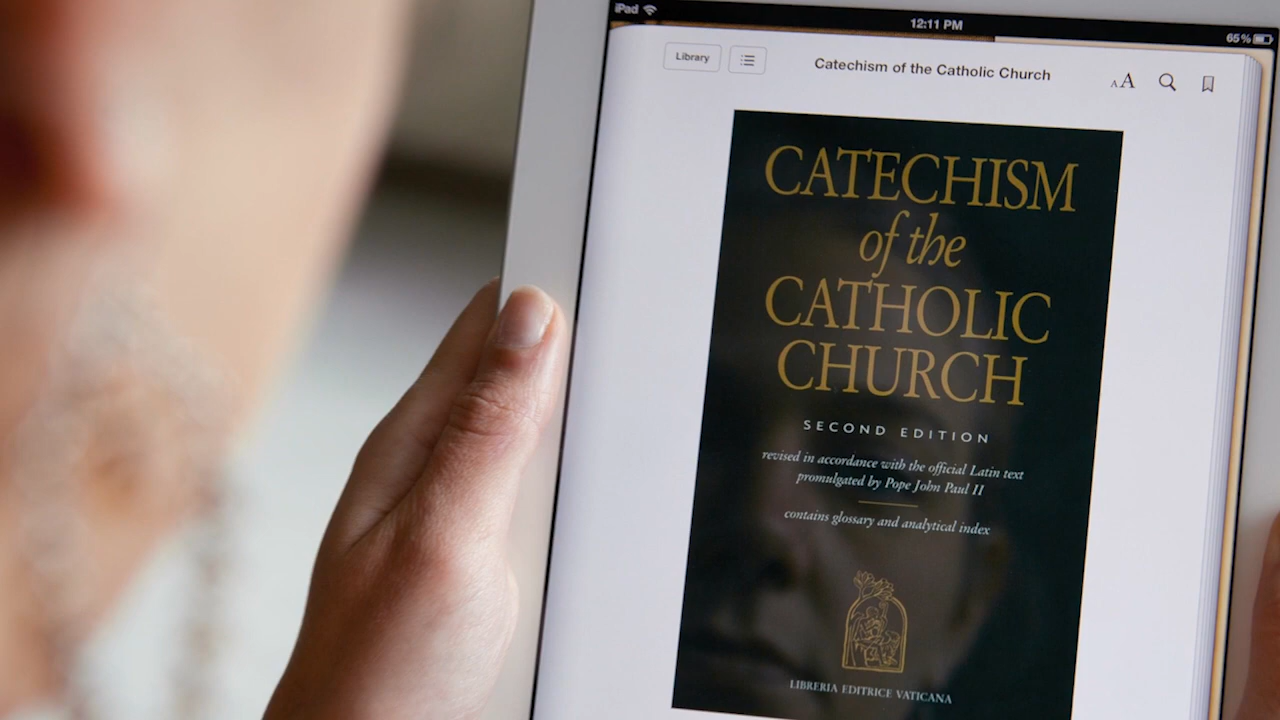 iPad
12:11 PM
65%
Library
Catechism of the Catholic Church
AA
CATECHISM
of the
CATHOLIC
CHURCH
SECOND EDITION
revised in accordance with the official Latin text
promulgated by Pope John Paul II
contains glossary and analytical index
LIBRERIA EDITRICE VATICANA